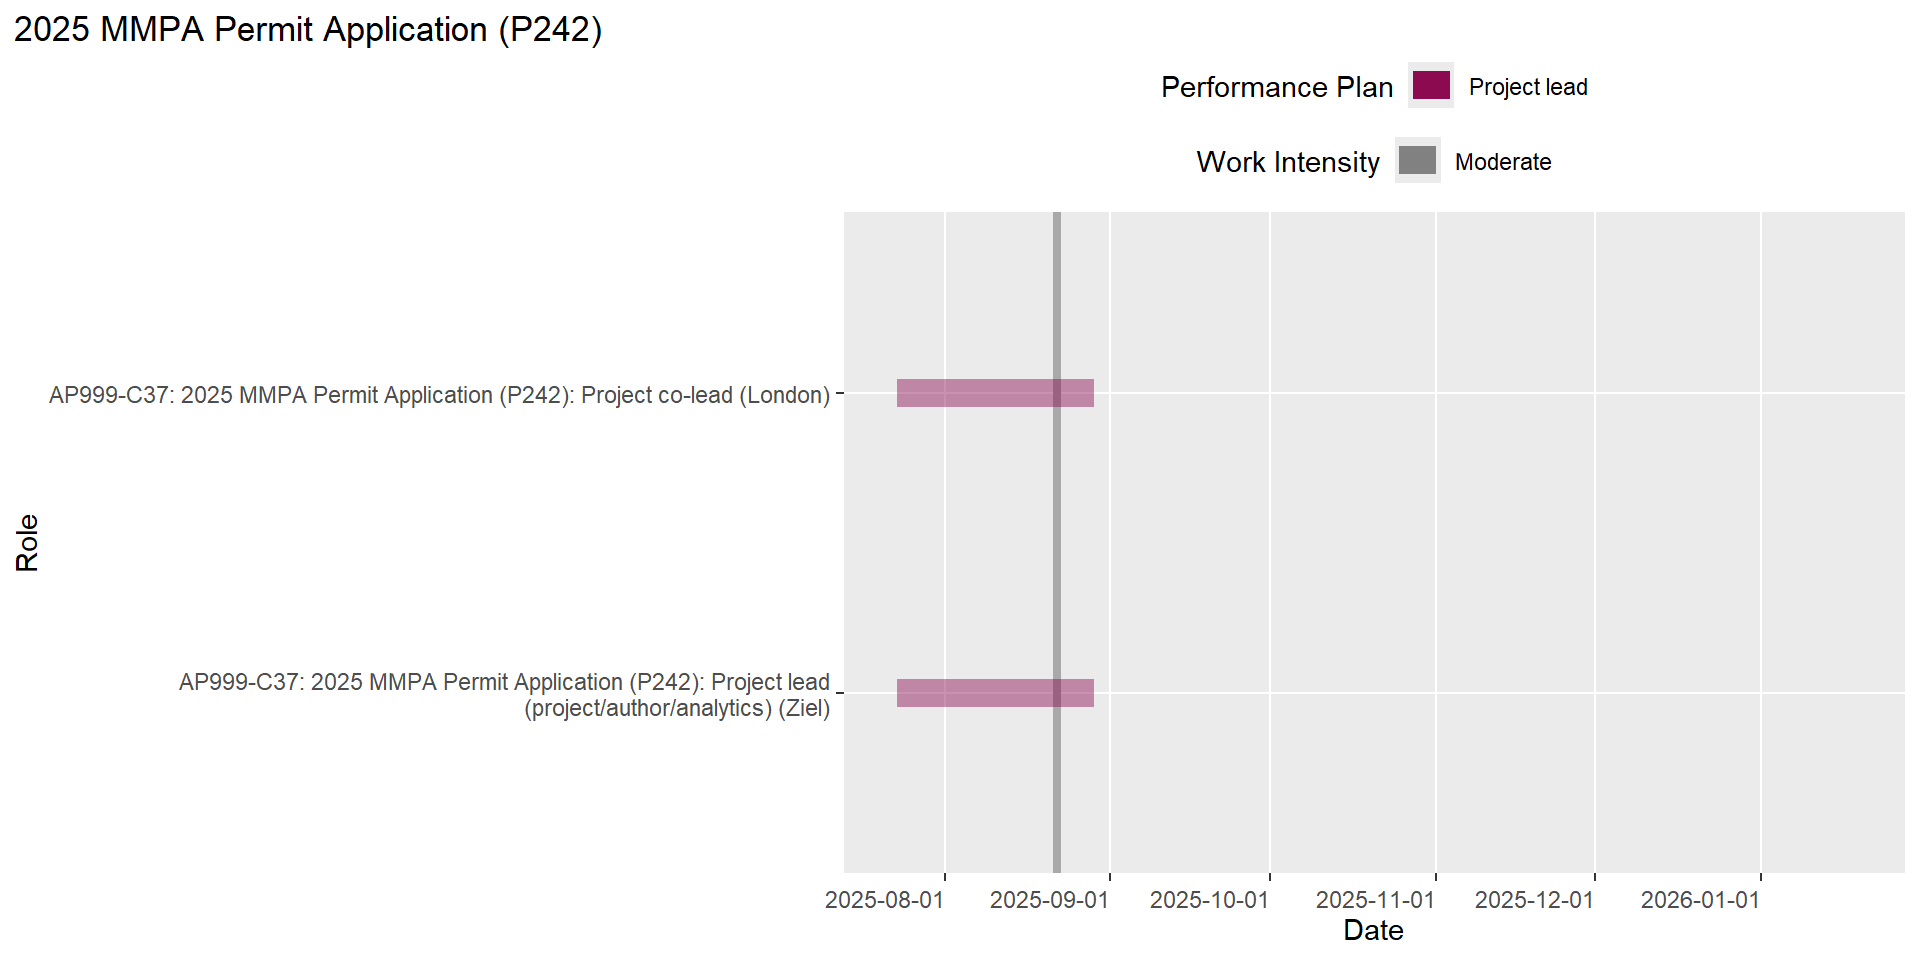 2025 MMPA Permit Application (P242)
Performance Plan
Project lead
Work Intensity
Moderate
Role
AP999-C37: 2025 MMPA Permit Application (P242): Project co-lead (London)
AP999-C37: 2025 MMPA Permit Application (P242): Project lead
(project/author/analytics) (Ziel)
2025-08-01
2025-09-01
2025-10-01
2025-11-01
2025-12-01
2026-01-01
Date